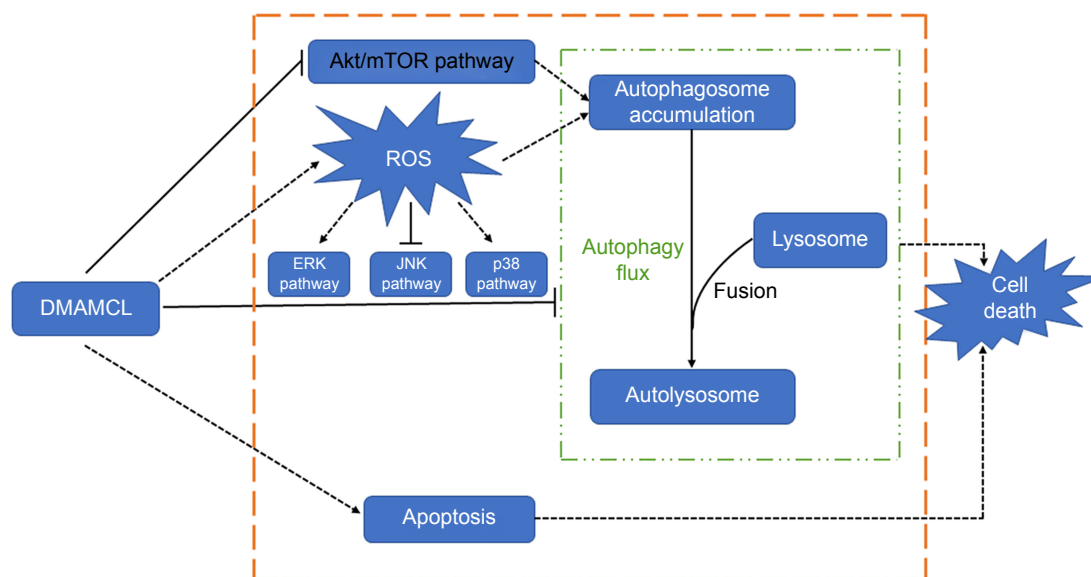 Akt/mTOR pathway
Autophagosome
accumulation
ROS
Lysosome
Autophagy
flux
ERK
pathway
JNK
pathway
p38
pathway
Fusion
Cell
death
DMAMCL
Autolysosome
Apoptosis